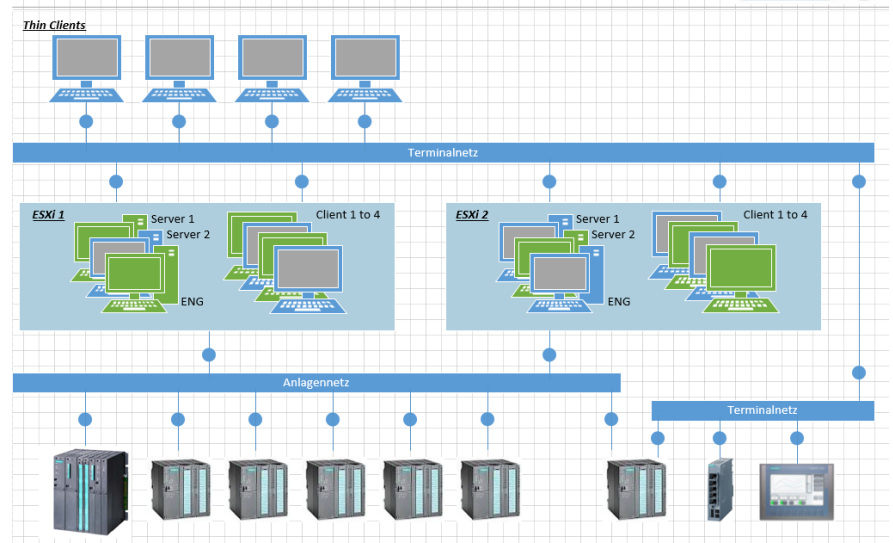 Thin Clients
Terminalnetz
ESXi 1
Server 1
Server 2
ENG
Client 1 to 4
ESXi 2
Server 1
Server 2
ENG
Client 1 to 4
Anlagennetz
Terminalnetz